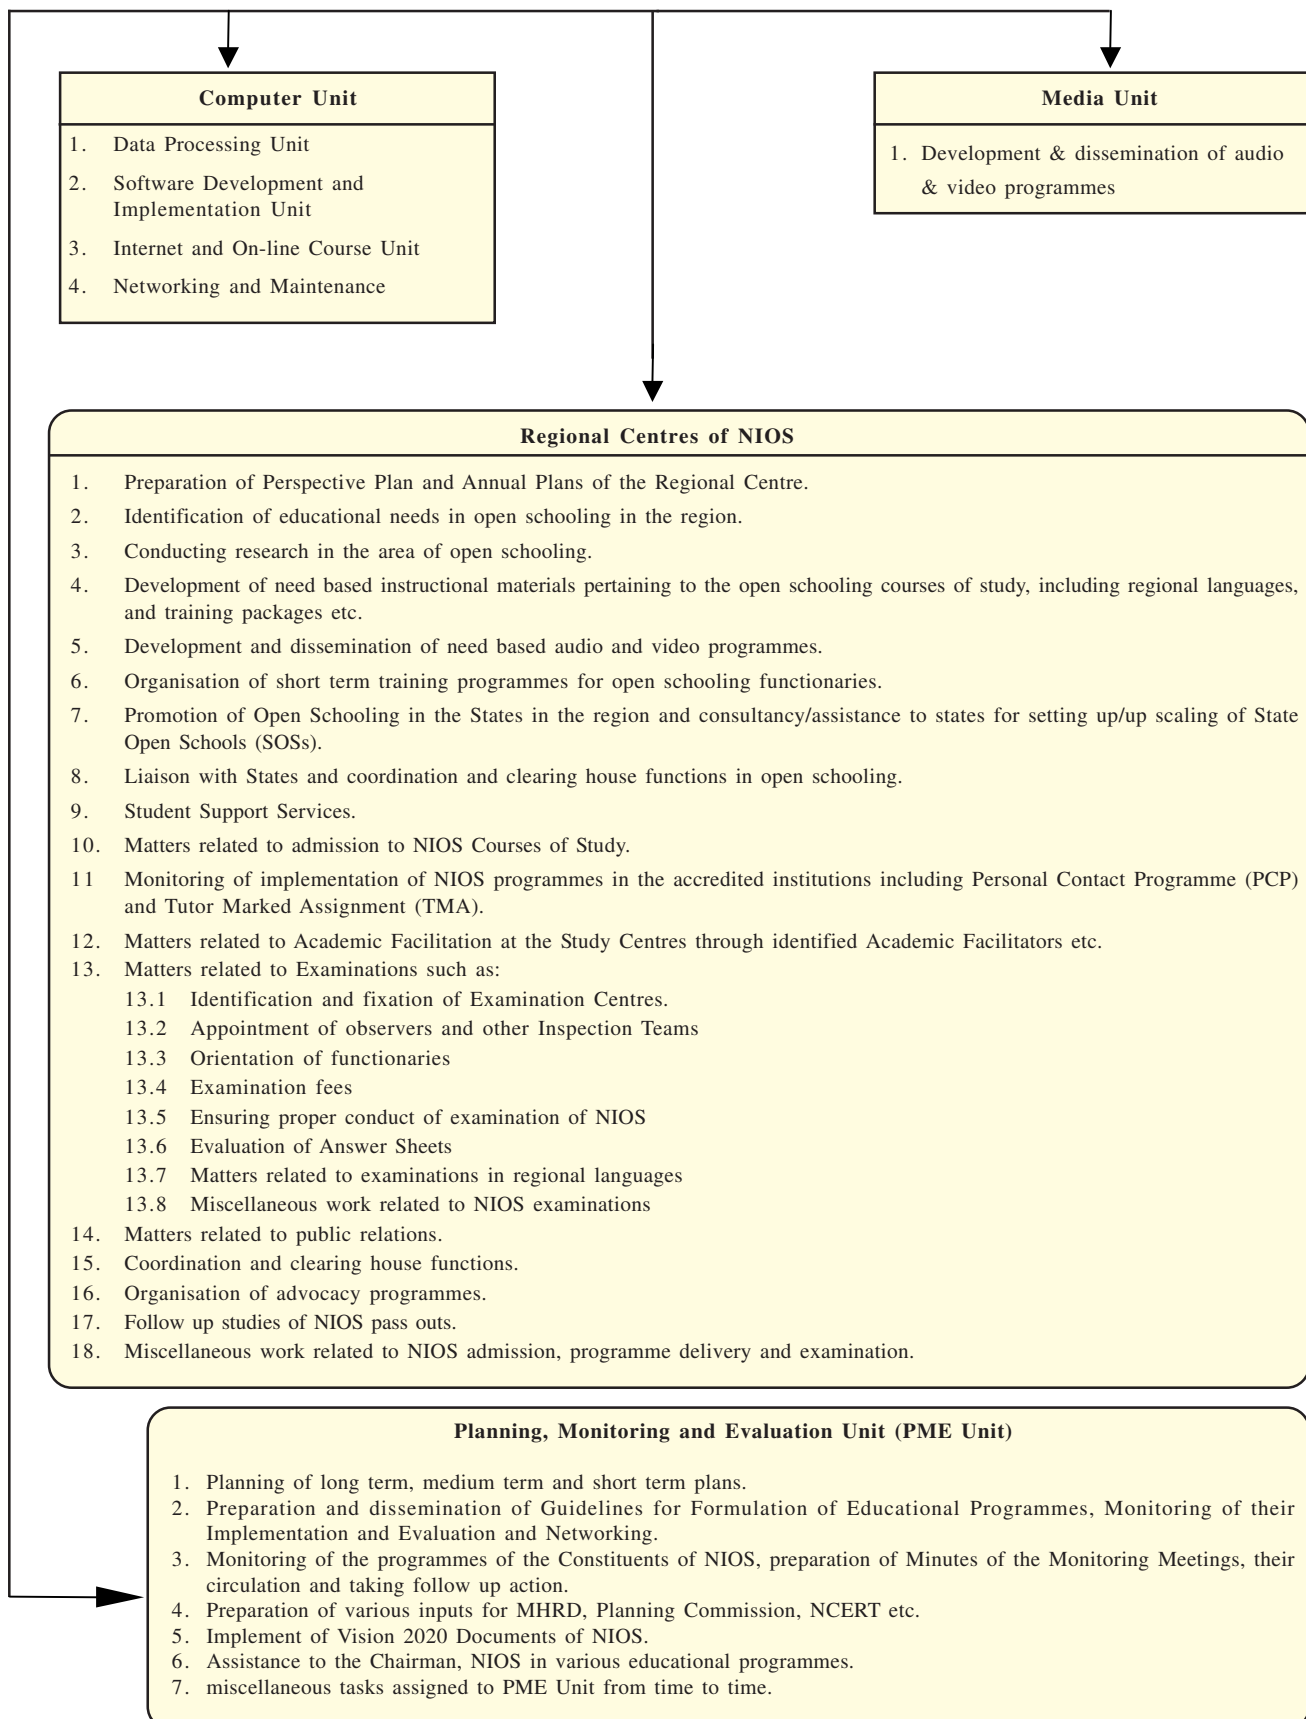 Computer Unit
1. Data Processing Unit
2. Software Development and
Implementation Unit
3. Internet and On-line Course Unit
4. Networking and Maintenance
Media Unit
1. Development & dissemination of audio
& video programmes
Regional Centres of NIOS
1. Preparation of Perspective Plan and Annual Plans of the Regional Centre.
2. Identification of educational needs in open schooling in the region.
3. Conducting research in the area of open schooling.
4. Development of need based instructional materials pertaining to the open schooling courses of study, including regional languages,
and training packages etc.
5. Development and dissemination of need based audio and video programmes.
6. Organisation of short term training programmes for open schooling functionaries.
7. Promotion of Open Schooling in the States in the region and consultancy/assistance to states for setting up/up scaling of State
Open Schools (SOSs).
8. Liaison with States and coordination and clearing house functions in open schooling.
9. Student Support Services.
10. Matters related to admission to NIOS Courses of Study.
11 Monitoring of implementation of NIOS programmes in the accredited institutions including Personal Contact Programme (PCP)
and Tutor Marked Assignment (TMA).
12. Matters related to Academic Facilitation at the Study Centres through identified Academic Facilitators etc.
13. Matters related to Examinations such as:
13.1 Identification and fixation of Examination Centres.
13.2 Appointment of observers and other Inspection Teams
13.3 Orientation of functionaries
13.4 Examination fees
13.5 Ensuring proper conduct of examination of NIOS
13.6 Evaluation of Answer Sheets
13.7 Matters related to examinations in regional languages
13.8 Miscellaneous work related to NIOS examinations
14. Matters related to public relations.
15. Coordination and clearing house functions.
16. Organisation of advocacy programmes.
17. Follow up studies of NIOS pass outs.
18. Miscellaneous work related to NIOS admission, programme delivery and examination.
Planning, Monitoring and Evaluation Unit (PME Unit)
1. Planning of long term, medium term and short term plans.
2. Preparation and dissemination of Guidelines for Formulation of Educational Programmes, Monitoring of their
Implementation and Evaluation and Networking.
3. Monitoring of the programmes of the Constituents of NIOS, preparation of Minutes of the Monitoring Meetings, their
circulation and taking follow up action.
4. Preparation of various inputs for MHRD, Planning Commission, NCERT etc.
5. Implement of Vision 2020 Documents of NIOS.
6. Assistance to the Chairman, NIOS in various educational programmes.
7. miscellaneous tasks assigned to PME Unit from time to time.